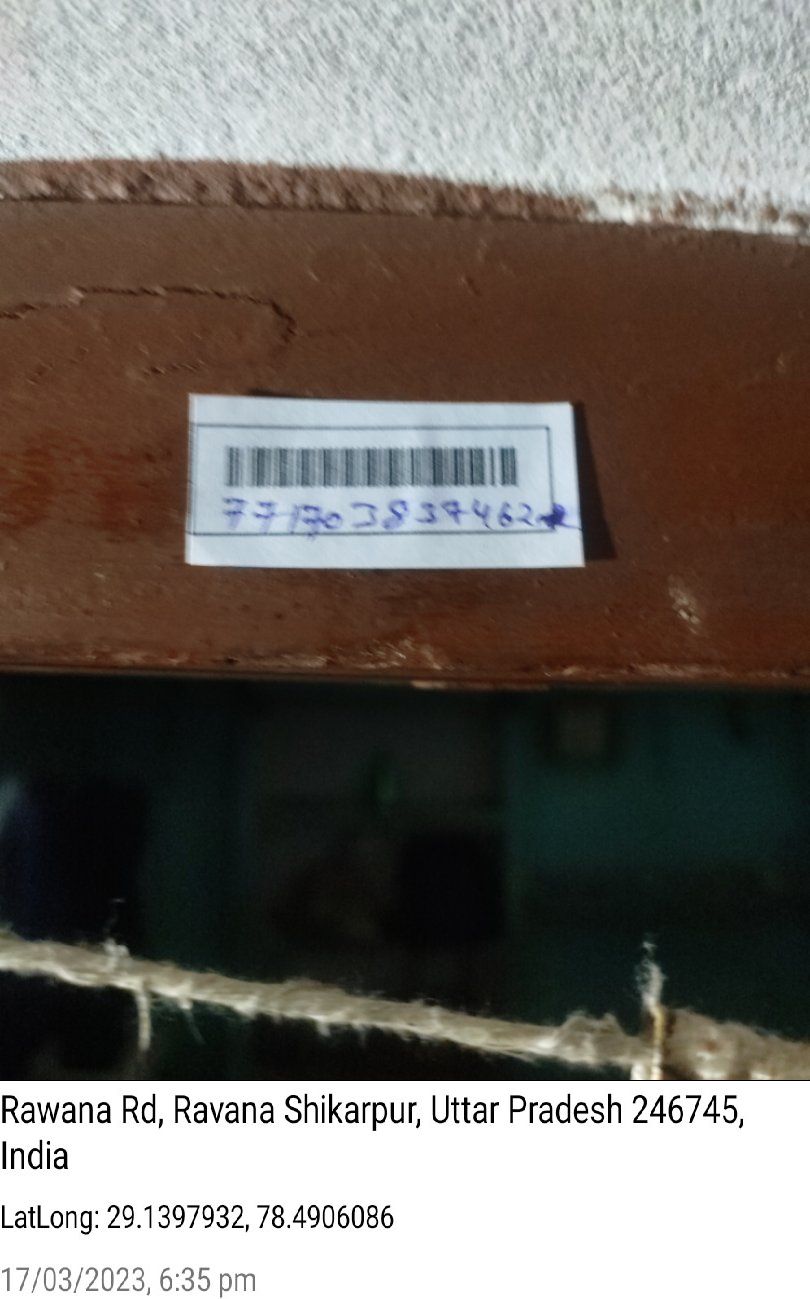 771703837462
Rawana Rd, Ravana Shikarpur, Uttar Pradesh 246745,
India
LatLong: 29.1397932, 78.4906086
17/03/2023, 6:35 pm